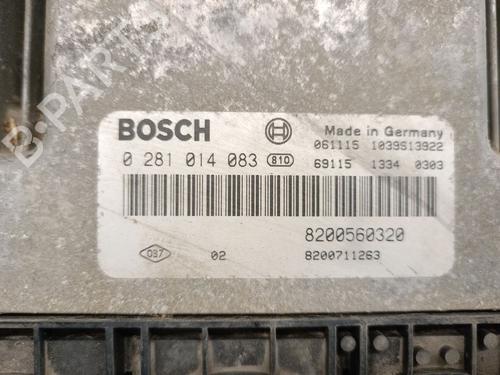 BOSCH
Made in Germany
061115 1039S13922
0 281 014 083 810
69115 1334 0303
8200560320
037 02 8200711263
B-PARTS